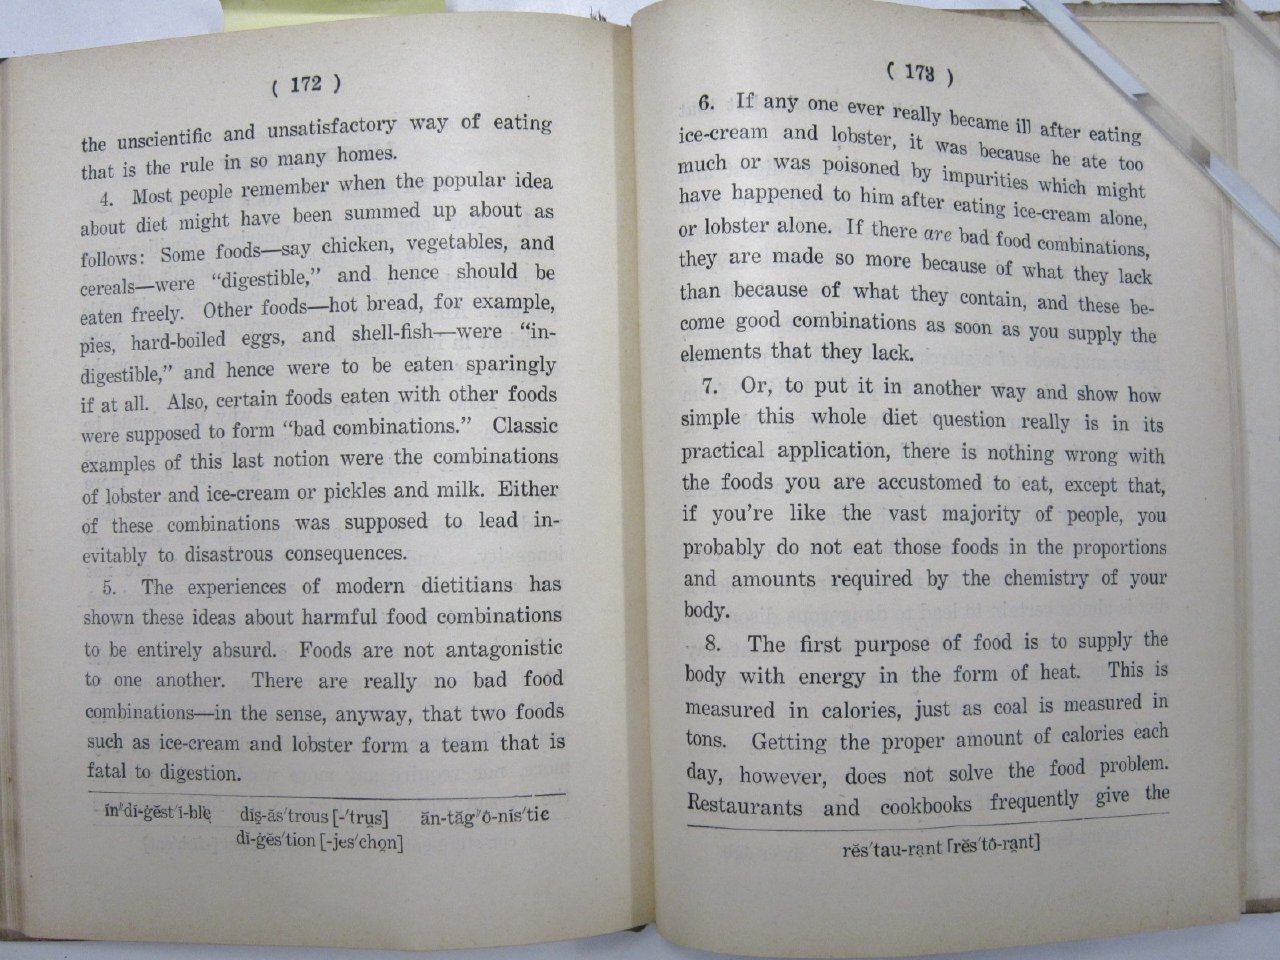 ( 172 )
the unscientific and unsatisfactory way of eating
that is the rule in so many homes.
4. Most people remember when the popular idea
about diet might have been summed up about as
follows: Some foods—say chicken, vegetables, and
cereals—were “digestible,” and hence should be
eaten freely. Other foods—hot bread, for example,
pies, hard-boiled eggs, and shell-fish—were “in-
digestible,” and hence were to be eaten sparingly
if at all. Also, certain foods eaten with other foods
were supposed to form “bad combinations.” Classic
examples of this last notion were the combinations
of lobster and ice-cream or pickles and milk. Either
of these combinations was supposed to lead in-
evitably to disastrous consequences.
5. The experiences of modern dietitians has
shown these ideas about harmful food combinations
to be entirely absurd. Foods are not antagonistic
to one another. There are really no bad food
combinations—in the sense, anyway, that two foods
such as ice-cream and lobster form a team that is
fatal to digestion.
ĭn″dĭ-ġĕst′ĭ-ble̱ dĭs̱-ăs′trous [-′trụs] ăn-tăg″ȯ-nĭs′tic
dĭ-ġĕs′tion [-jes′chọn]
( 173 )
6. If any one ever really became ill after eating
ice-cream and lobster, it was because he ate too
much or was poisoned by impurities which might
have happened to him after eating ice-cream alone,
or lobster alone. If there are bad food combinations,
they are made so more because of what they lack
than because of what they contain, and these be-
come good combinations as soon as you supply the
elements that they lack.
7. Or, to put it in another way and show how
simple this whole diet question really is in its
practical application, there is nothing wrong with
the foods you are accustomed to eat, except that,
if you’re like the vast majority of people, you
probably do not eat those foods in the proportions
and amounts required by the chemistry of your
body.
8. The first purpose of food is to supply the
body with energy in the form of heat. This is
measured in calories, just as coal is measured in
tons. Getting the proper amount of calories each
day, however, does not solve the food problem.
Restaurants and cookbooks frequently give the
rĕs′tau-rạnt [rĕs′tȯ-rạnt]